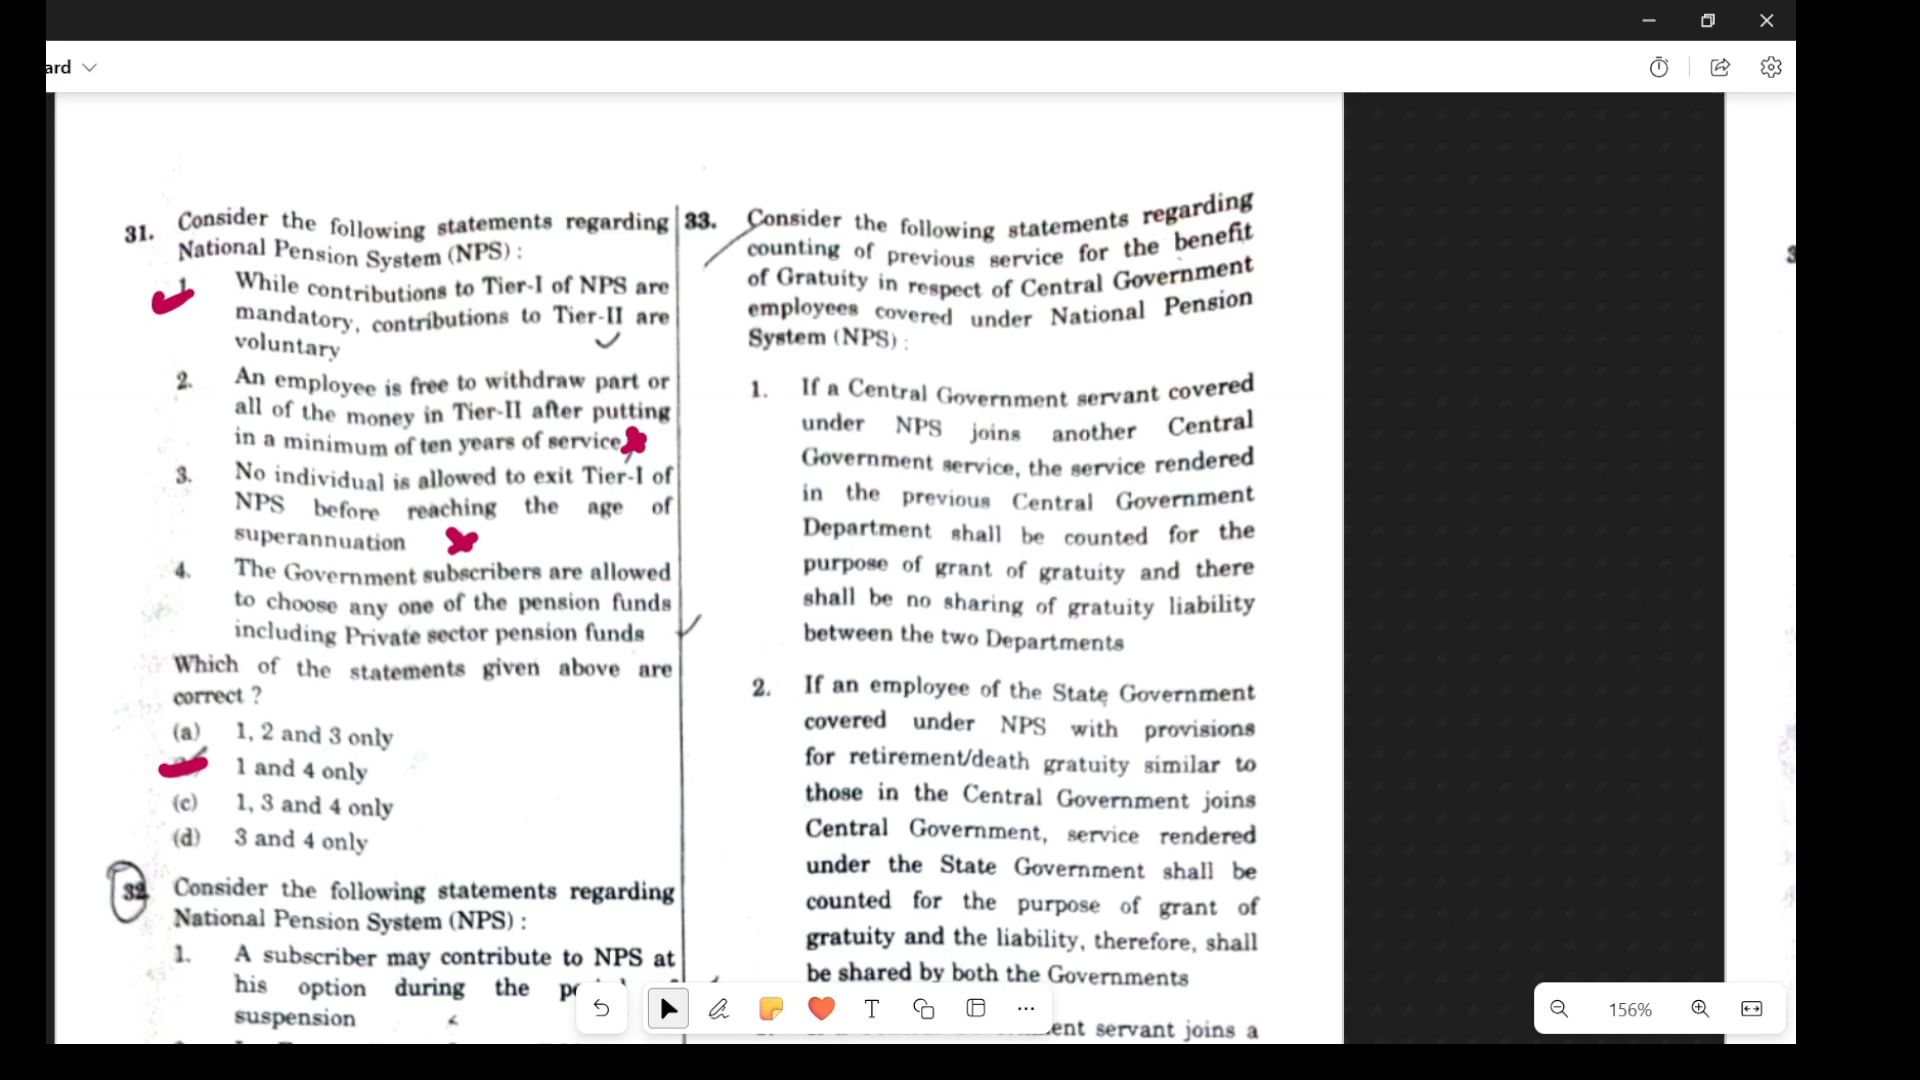 ard
31. Consider the following statements regarding
National Pension System (NPS) :
1. While contributions to Tier-I of NPS are
mandatory, contributions to Tier-II are
voluntary
2. An employee is free to withdraw part or
all of the money in Tier-II after putting
in a minimum of ten years of service
3. No individual is allowed to exit Tier-I of
NPS before reaching the age of
superannuation
4. The Government subscribers are allowed
to choose any one of the pension funds
including Private sector pension funds
Which of the statements given above are
correct ?
(a) 1, 2 and 3 only
1 and 4 only
(c) 1, 3 and 4 only
(d) 3 and 4 only
32 Consider the following statements regarding
National Pension System (NPS) :
1. A subscriber may contribute to NPS at
his option during the
suspension
33. Consider the following statements regarding
counting of previous service for the benefit
of Gratuity in respect of Central Government
employees covered under National Pension
System (NPS) :
1. If a Central Government servant covered
under NPS joins another Central
Government service, the service rendered
in the previous Central Government
Department shall be counted for the
purpose of grant of gratuity and there
shall be no sharing of gratuity liability
between the two Departments
2. If an employee of the State Government
covered under NPS with provisions
for retirement/death gratuity similar to
those in the Central Government joins
Central Government, service rendered
under the State Government shall be
counted for the purpose of grant of
gratuity and the liability, therefore, shall
be shared by both the Governments
servant joins a
156%